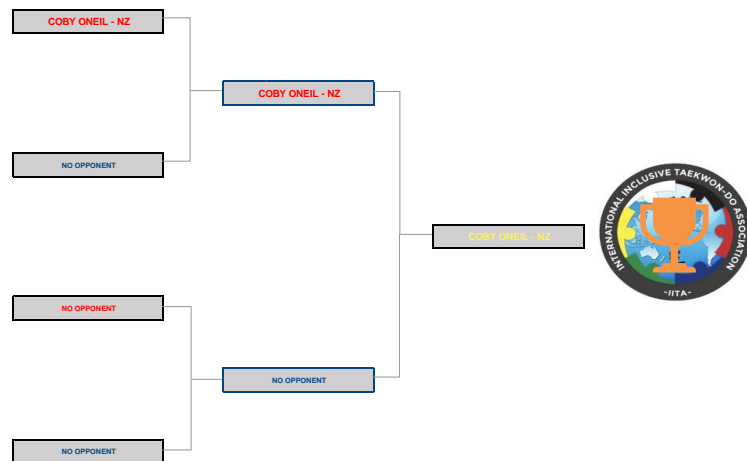 COBY ONEIL - NZ
NO OPPONENT
COBY ONEIL - NZ
NO OPPONENT
NO OPPONENT
NO OPPONENT
COBY ONEIL - NZ
INTERNATIONAL INCLUSIVE TAEKWON-DO ASSOCIATION
~IITA~